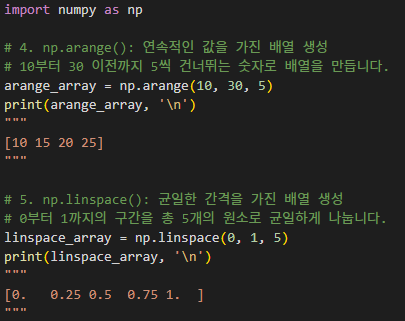 import numpy as np
# 4. np.arange(): 연속적인 값을 가진 배열 생성
# 10부터 30 이전까지 5씩 건너뛰는 숫자로 배열을 만듭니다.
arange_array = np.arange(10, 30, 5)
print(arange_array, '\n')
"""
[10 15 20 25]
"""
# 5. np.linspace(): 균일한 간격을 가진 배열 생성
# 0부터 1까지의 구간을 총 5개의 원소로 균일하게 나눕니다.
linspace_array = np.linspace(0, 1, 5)
print(linspace_array, '\n')
"""
[0.   0.25 0.5  0.75 1.  ]
"""